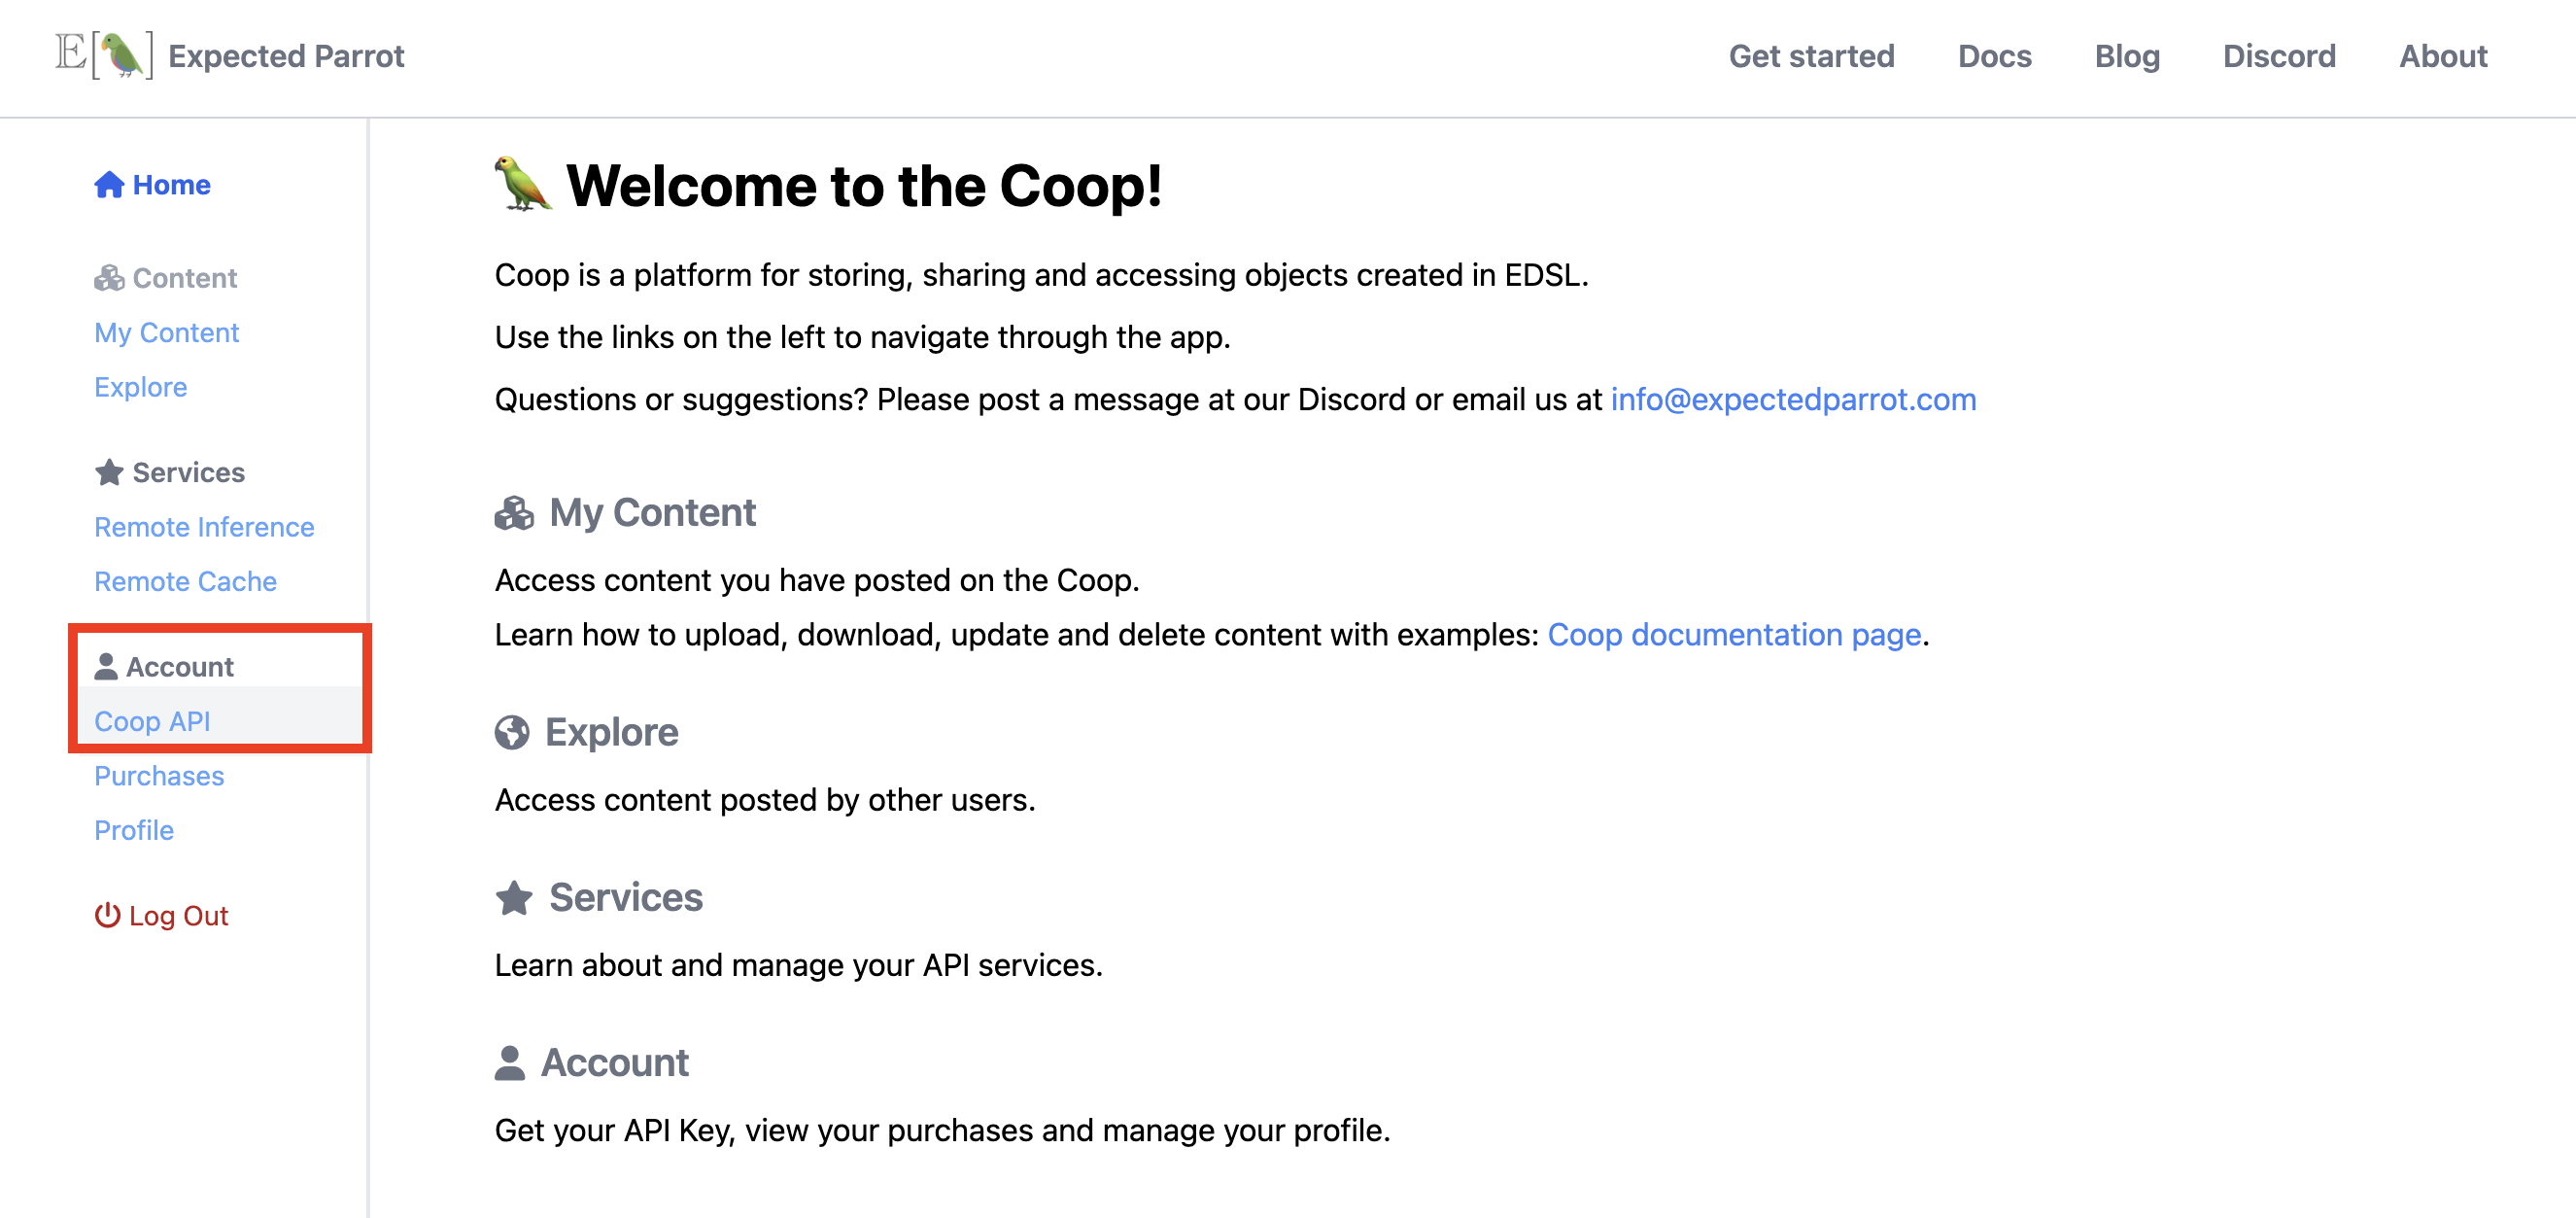 E[] Expected Parrot
Get started
Docs
Blog
Discord
About
Home
Content
My Content
Explore
Services
Remote Inference
Remote Cache
Account
Coop API
Purchases
Profile
Log Out
Welcome to the Coop!
Coop is a platform for storing, sharing and accessing objects created in EDSL.
Use the links on the left to navigate through the app.
Questions or suggestions? Please post a message at our Discord or email us at info@expectedparrot.com
My Content
Access content you have posted on the Coop.
Learn how to upload, download, update and delete content with examples: Coop documentation page.
Explore
Access content posted by other users.
Services
Learn about and manage your API services.
Account
Get your API Key, view your purchases and manage your profile.